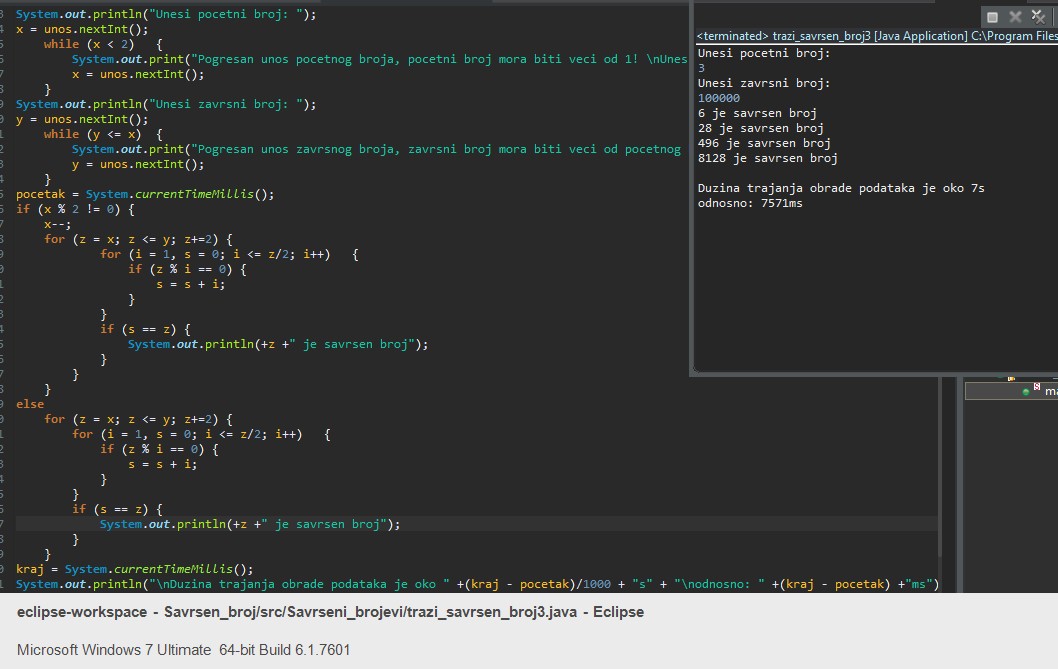 System.out.println("Unesi pocetni broj: ");
x = unos.nextInt();
while (x < 2) {
System.out.print("Pogresan unos pocetnog broja, pocetni broj mora biti veci od 1! \nUnes
x = unos.nextInt();
}
System.out.println("Unesi zavrsni broj: ");
y = unos.nextInt();
while (y <= x) {
System.out.print("Pogresan unos zavrsnog broja, zavrsni broj mora biti veci od pocetnog
y = unos.nextInt();
}
pocetak = System.currentTimeMillis();
if (x % 2 != 0) {
x--;
for (z = x; z <= y; z+=2) {
for (i = 1, s = 0; i <= z/2; i++) {
if (z % i == 0) {
s = s + i;
}
}
if (s == z) {
System.out.println(+z +" je savrsen broj");
}
}
}
else
for (z = x; z <= y; z+=2) {
for (i = 1, s = 0; i <= z/2; i++) {
if (z % i == 0) {
s = s + i;
}
}
if (s == z) {
System.out.println(+z +" je savrsen broj");
}
}
kraj = System.currentTimeMillis();
System.out.println("\nDuzina trajanja obrade podataka je oko " +(kraj - pocetak)/1000 + "s" + "\nodnosno: " +(kraj - pocetak) +"ms")
<terminated> trazi_savrsen_broj3 [Java Application] C:\Program Files
Unesi pocetni broj:
3
Unesi zavrsni broj:
100000
6 je savrsen broj
28 je savrsen broj
496 je savrsen broj
8128 je savrsen broj
Duzina trajanja obrade podataka je oko 7s
odnosno: 7571ms
ma
eclipse-workspace - Savrsen_broj/src/Savrseni_brojevi/trazi_savrsen_broj3.java - Eclipse
Microsoft Windows 7 Ultimate 64-bit Build 6.1.7601